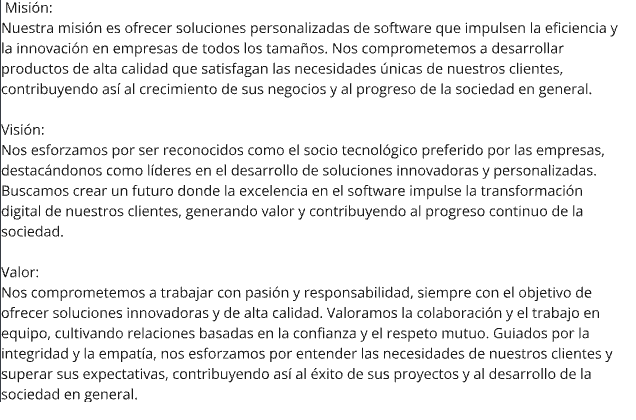 Misión:
Nuestra misión es ofrecer soluciones personalizadas de software que impulsen la eficiencia y
la innovación en empresas de todos los tamaños. Nos comprometemos a desarrollar
productos de alta calidad que satisfagan las necesidades únicas de nuestros clientes,
contribuyendo así al crecimiento de sus negocios y al progreso de la sociedad en general.
Visión:
Nos esforzamos por ser reconocidos como el socio tecnológico preferido por las empresas,
destacándonos como líderes en el desarrollo de soluciones innovadoras y personalizadas.
Buscamos crear un futuro donde la excelencia en el software impulse la transformación
digital de nuestros clientes, generando valor y contribuyendo al progreso continuo de la
sociedad.
Valor:
Nos comprometemos a trabajar con pasión y responsabilidad, siempre con el objetivo de
ofrecer soluciones innovadoras y de alta calidad. Valoramos la colaboración y el trabajo en
equipo, cultivando relaciones basadas en la confianza y el respeto mutuo. Guiados por la
integridad y la empatía, nos esforzamos por entender las necesidades de nuestros clientes y
superar sus expectativas, contribuyendo así al éxito de sus proyectos y al desarrollo de la
sociedad en general.